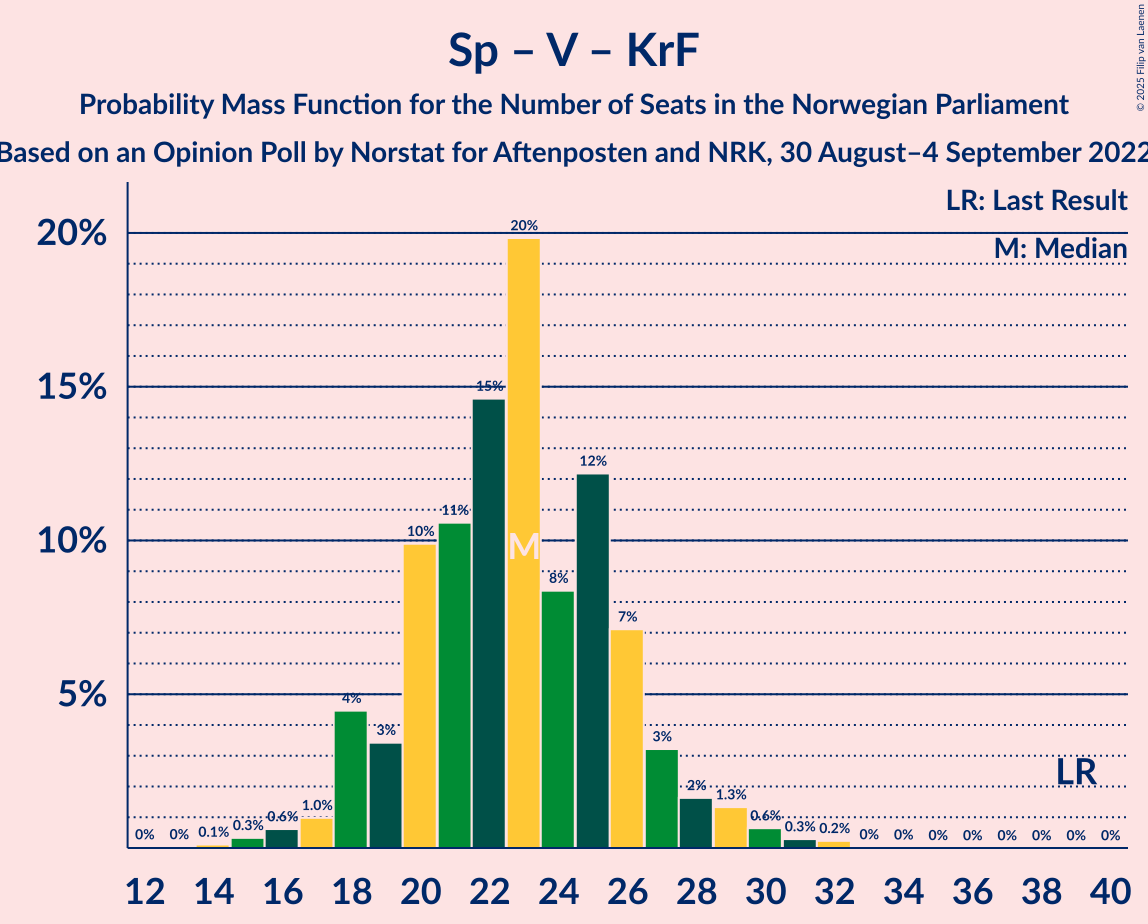 Sp – V – KrF
Probability Mass Function for the Number of Seats in the Norwegian Parliament
Based on an Opinion Poll by Norstat for Aftenposten and NRK, 30 August–4 September 2022
© 2025 Filip van Laenen
LR: Last Result
M: Median
20%
15%
10%
5%
0% 0% 0.1% 0.3% 0.6% 1.0% 4% 3% 10% 11% 15% 20% 8% 12% 7% 3% 2% 1.3% 0.6% 0.3% 0.2% 0% 0% 0% 0% 0% 0% 0% 0%
M
LR
12 14 16 18 20 22 24 26 28 30 32 34 36 38 40